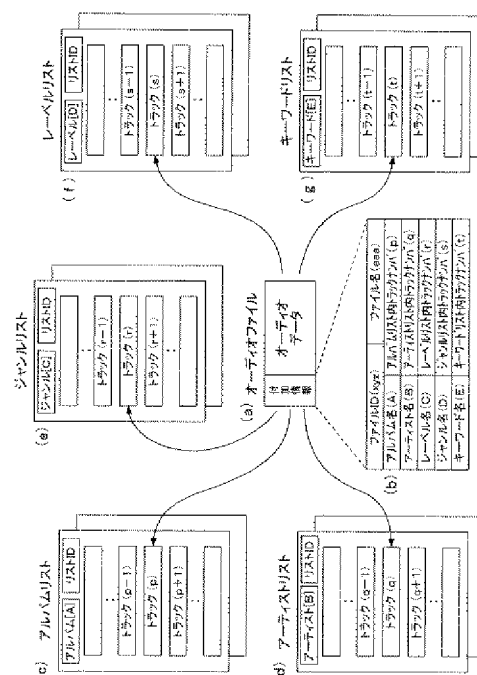 (c) アルバムリスト
アルバム[A] リストID
トラック(p-1)
トラック(p)
トラック(p+1)
(e) ジャンルリスト
ジャンル[C] リストID
トラック(r-1)
トラック(r)
トラック(r+1)
(f) レーベルリスト
レーベル[D] リストID
トラック(s-1)
トラック(s)
トラック(s+1)
(a) オーディオファイル
付加情報
オーディオ
データ
(d) アーティストリスト
アーティスト[B] リストID
トラック(q-1)
トラック(q)
トラック(q+1)
(b)
ファイルID(xyz) ファイル名(aaa)
アルバム名(A) アルバムリスト内トラックナンバ(p)
アーティスト名(B) アーティストリスト内トラックナンバ(q)
レーベル名(C) レーベルリスト内トラックナンバ(r)
ジャンル名(D) ジャンルリスト内トラックナンバ(s)
キーワード名(E) キーワードリスト内トラックナンバ(t)
(g) キーワードリスト
キーワード[E] リストID
トラック(t-1)
トラック(t)
トラック(t+1)